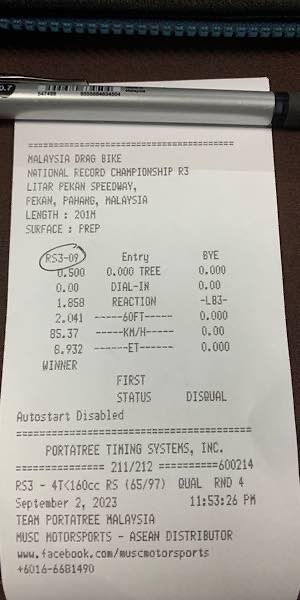 0.7
547498
9555684634504
Malaysia
========================================
MALAYSIA DRAG BIKE
NATIONAL RECORD CHAMPIONSHIP R3
LITAR PEKAN SPEEDWAY,
PEKAN, PAHANG, MALAYSIA
LENGTH : 201M
SURFACE : PREP
RS3-09 Entry BYE
0.500 0.000 TREE 0.000
0.00 DIAL-IN 0.00
1.858 REACTION -LB3-
2.041 -----60FT----- 0.000
85.37 -----KM/H----- 0.00
8.932 ------ET------ 0.000
WINNER
FIRST
STATUS DISQUAL
Autostart Disabled
========================================
PORTATREE TIMING SYSTEMS, INC.
============== 211/212 ==========600214
RS3 - 4T<160cc RS (65/97) QUAL RND 4
September 2, 2023 11:53:26 PM
TEAM PORTATREE MALAYSIA
MUSC MOTORSPORTS - ASEAN DISTRIBUTOR
www.facebook.com/muscmotorsports
+6016-6681490